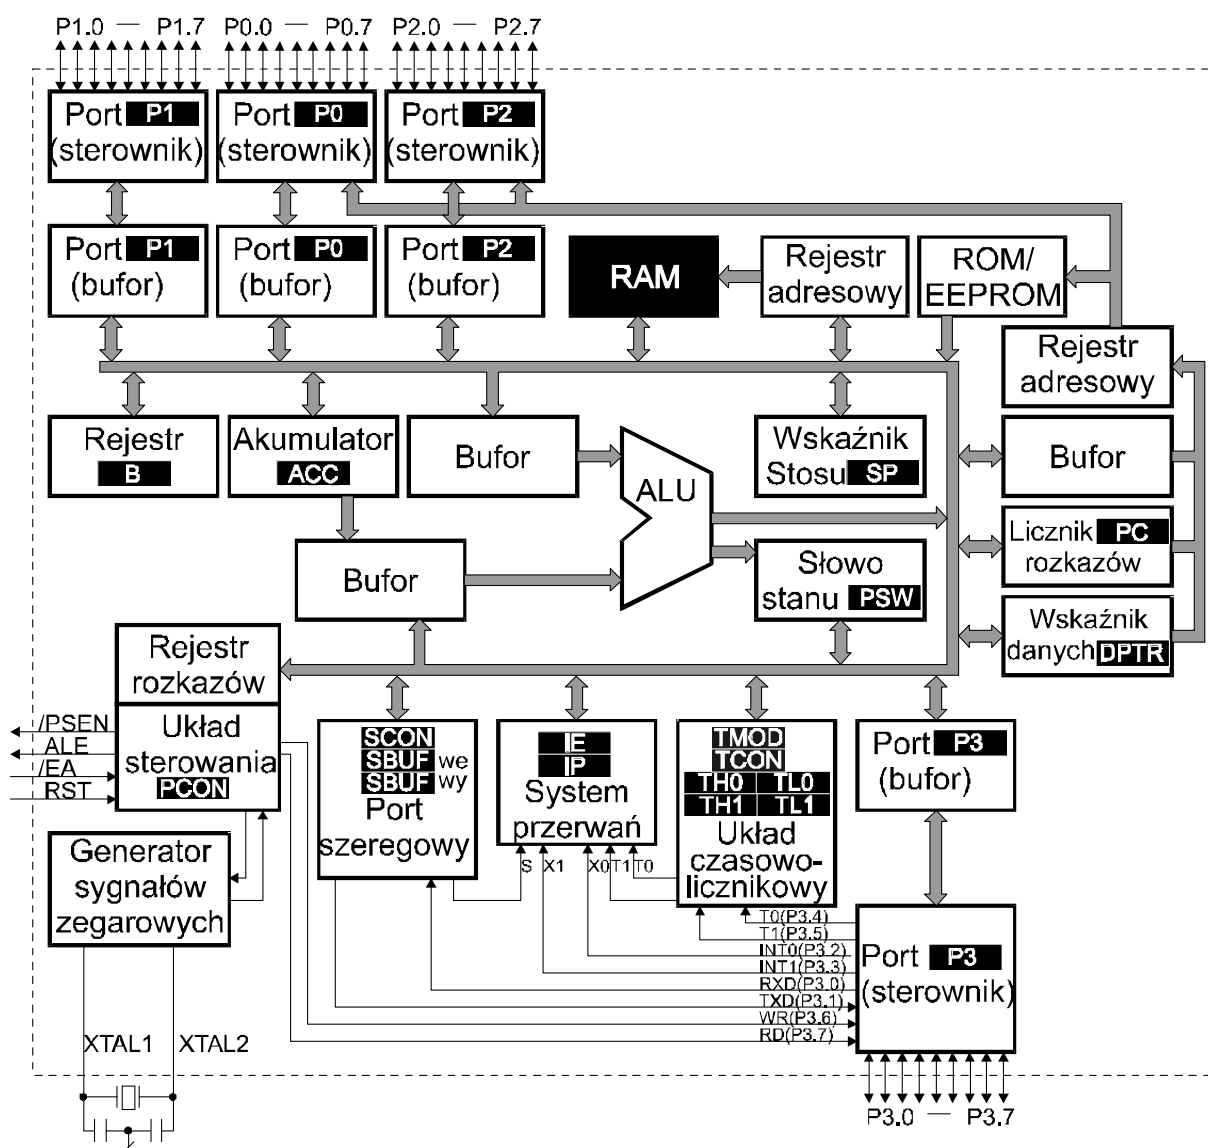 P1.0 — P1.7
P0.0 — P0.7
P2.0 — P2.7
Port P1
(sterownik)
Port P0
(sterownik)
Port P2
(sterownik)
Port P1
(bufor)
Port P0
(bufor)
Port P2
(bufor)
RAM
Rejestr
adresowy
ROM/
EEPROM
Rejestr
adresowy
Rejestr
B
Akumulator
ACC
Bufor
ALU
Wskaźnik
Stosu SP
Bufor
Licznik PC
rozkazów
Bufor
Słowo
stanu PSW
Wskaźnik
danych DPTR
Rejestr
rozkazów
/PSEN
ALE
/EA
RST
Układ
sterowania
PCON
SCON
SBUF we
SBUF wy
Port
szeregowy
IE
IP
System
przerwań
TMOD
TCON
TH0 TL0
TH1 TL1
Układ
czasowo-
licznikowy
Port P3
(bufor)
Generator
sygnałów
zegarowych
S X1 X0 T1 T0
T0(P3.4)
T1(P3.5)
INT0(P3.2)
INT1(P3.3)
RXD(P3.0)
TXD(P3.1)
WR(P3.6)
RD(P3.7)
Port P3
(sterownik)
XTAL1 XTAL2
P3.0 — P3.7